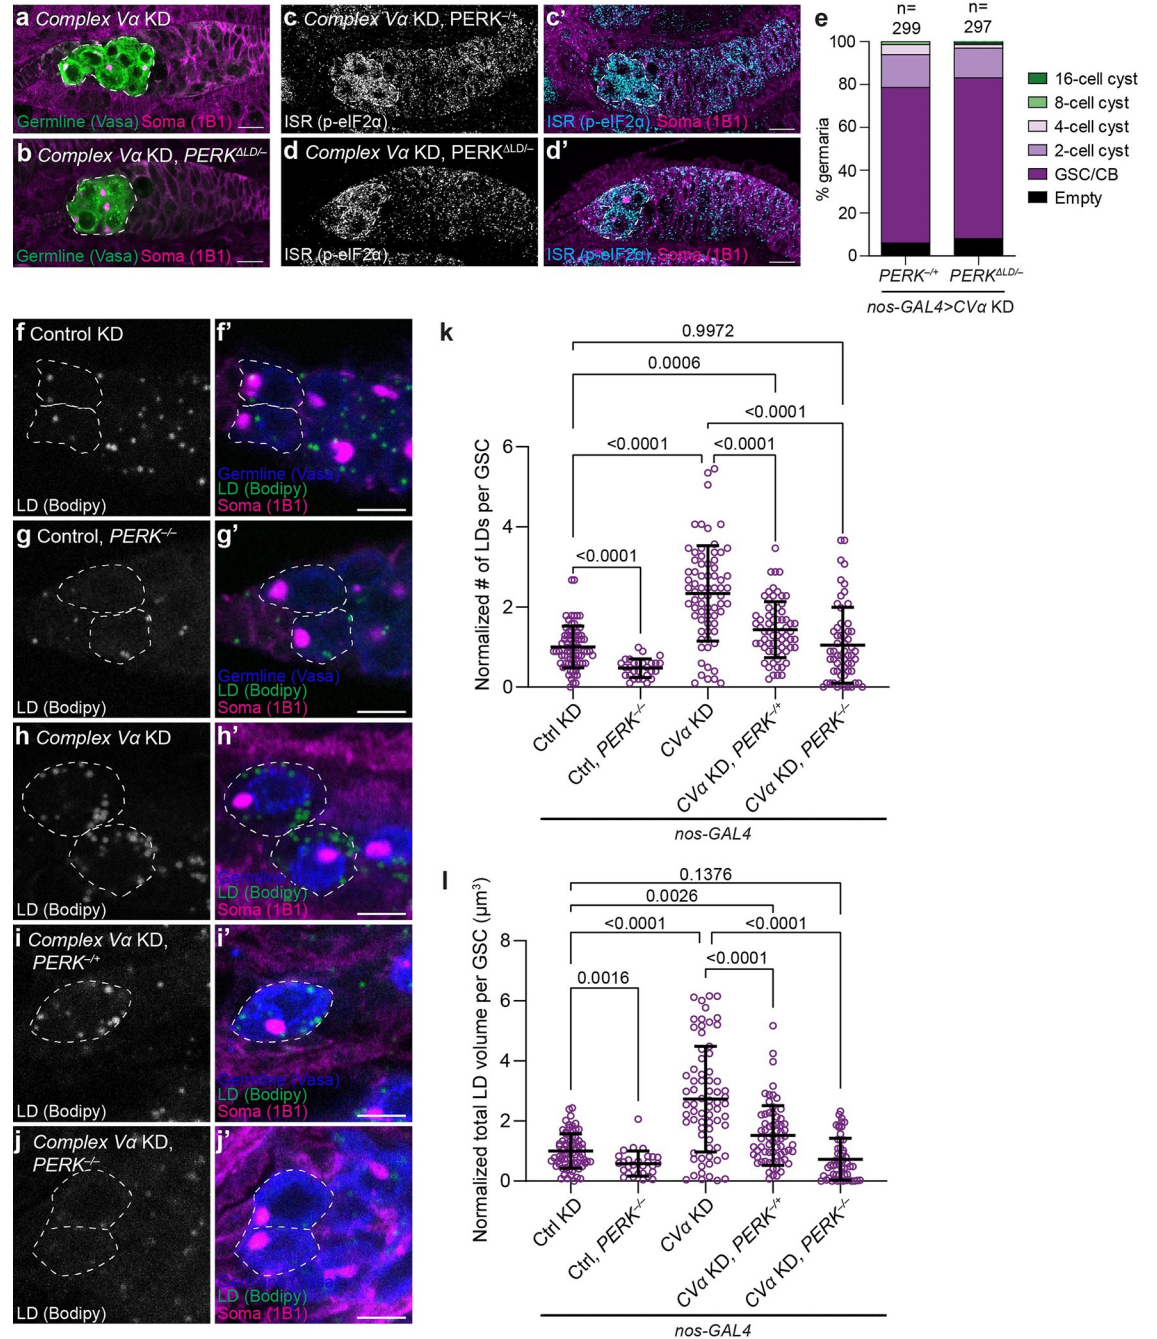 a Complex Vα KD
Germline (Vasa) Soma (1B1)
b Complex Vα KD, PERKΔLD/–
Germline (Vasa) Soma (1B1)
c Complex Vα KD, PERK–/+
ISR (p-eIF2α)
c’
ISR (p-eIF2α) Soma (1B1)
d Complex Vα KD, PERKΔLD/–
ISR (p-eIF2α)
d’
ISR (p-eIF2α) Soma (1B1)
e
n= n=
299 297
% germaria
100
80
60
40
20
0
PERK–/+ PERKΔLD/–
nos-GAL4>CVα KD
16-cell cyst
8-cell cyst
4-cell cyst
2-cell cyst
GSC/CB
Empty
f Control KD
LD (Bodipy)
f’
Germline (Vasa)
LD (Bodipy)
Soma (1B1)
g Control, PERK–/–
LD (Bodipy)
g’
Germline (Vasa)
LD (Bodipy)
Soma (1B1)
h Complex Vα KD
LD (Bodipy)
h’
Germline (Vasa)
LD (Bodipy)
Soma (1B1)
i Complex Vα KD,
PERK–/+
LD (Bodipy)
i’
Germline (Vasa)
LD (Bodipy)
Soma (1B1)
j Complex Vα KD,
PERK–/–
LD (Bodipy)
j’
Germline (Vasa)
LD (Bodipy)
Soma (1B1)
k
0.9972
0.0006
<0.0001
<0.0001 <0.0001
<0.0001
Normalized # of LDs per GSC
6
4
2
0
Ctrl KD
Ctrl, PERK–/–
CVα KD
CVα KD, PERK–/+
CVα KD, PERK–/–
nos-GAL4
l
0.1376
0.0026
<0.0001 <0.0001
<0.0001
0.0016
Normalized total LD volume per GSC (µm³)
8
6
4
2
0
Ctrl KD
Ctrl, PERK–/–
CVα KD
CVα KD, PERK–/+
CVα KD, PERK–/–
nos-GAL4